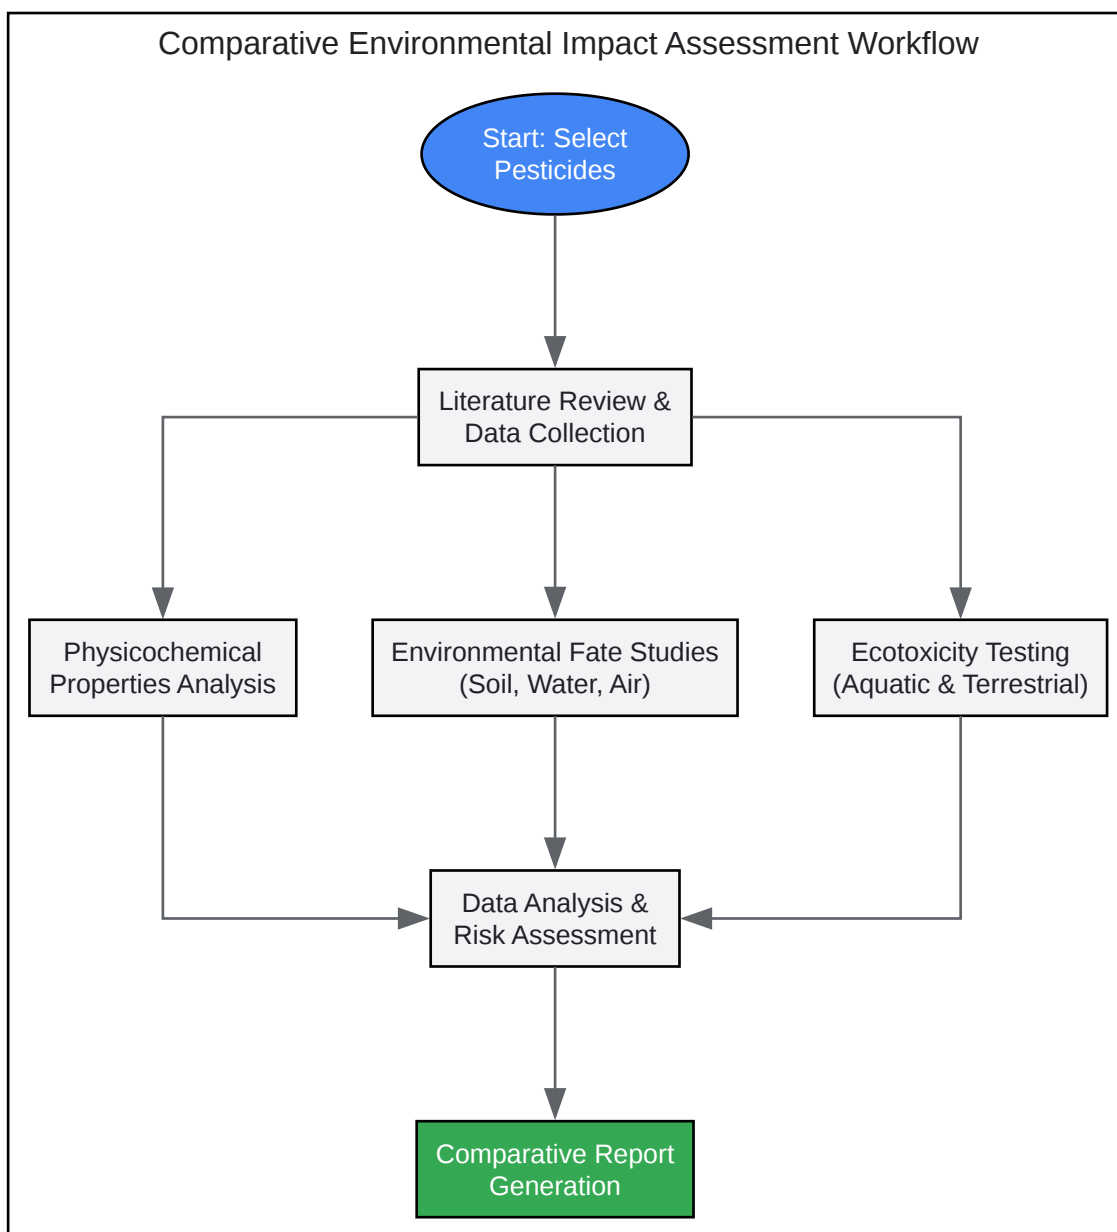 Comparative Environmental Impact Assessment Workflow
Start: Select
Pesticides
Literature Review &
Data Collection
Physicochemical
Properties Analysis
Environmental Fate Studies
(Soil, Water, Air)
Ecotoxicity Testing
(Aquatic & Terrestrial)
Data Analysis &
Risk Assessment
Comparative Report
Generation